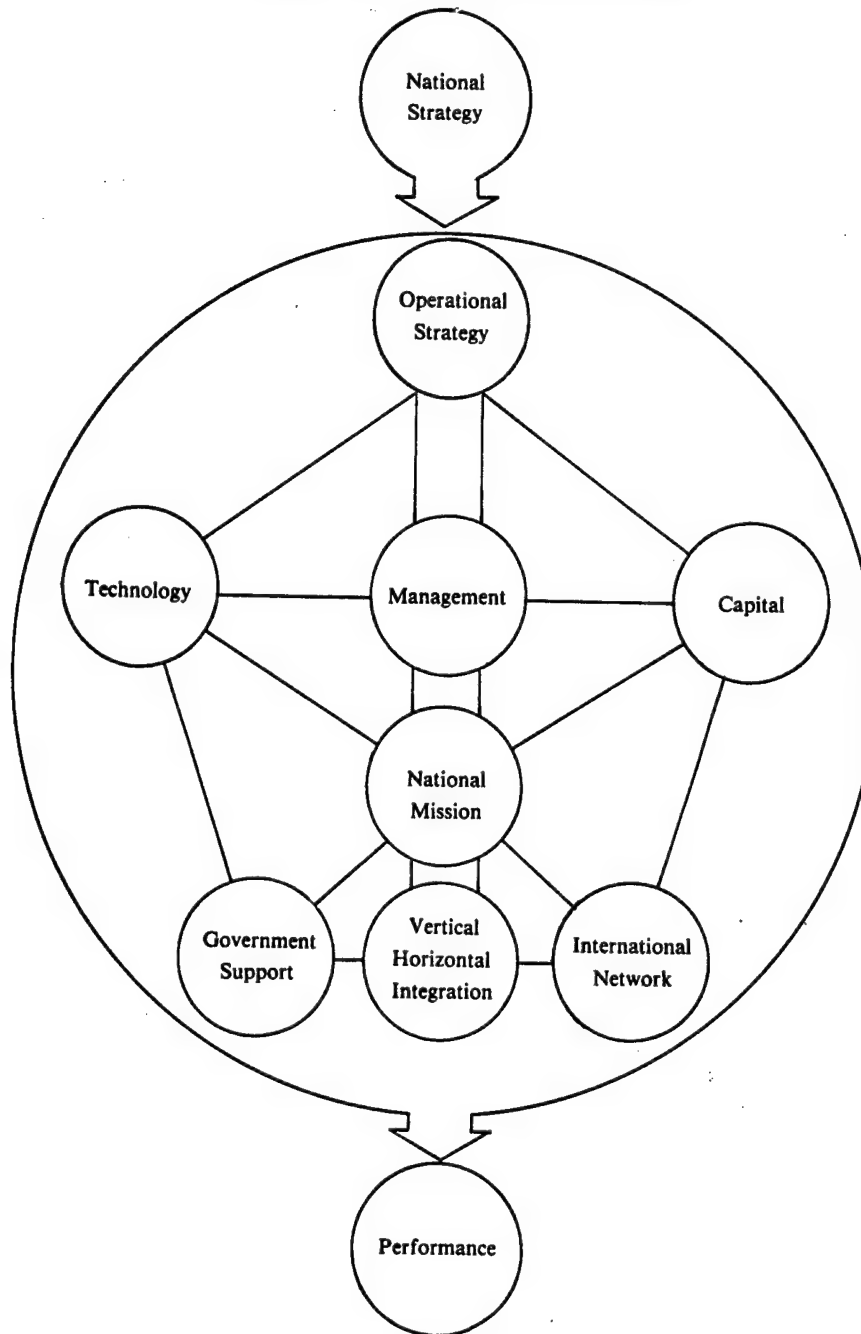 National
Strategy
Operational
Strategy
Technology
Management
Capital
National
Mission
Government
Support
Vertical
Horizontal
Integration
International
Network
Performance